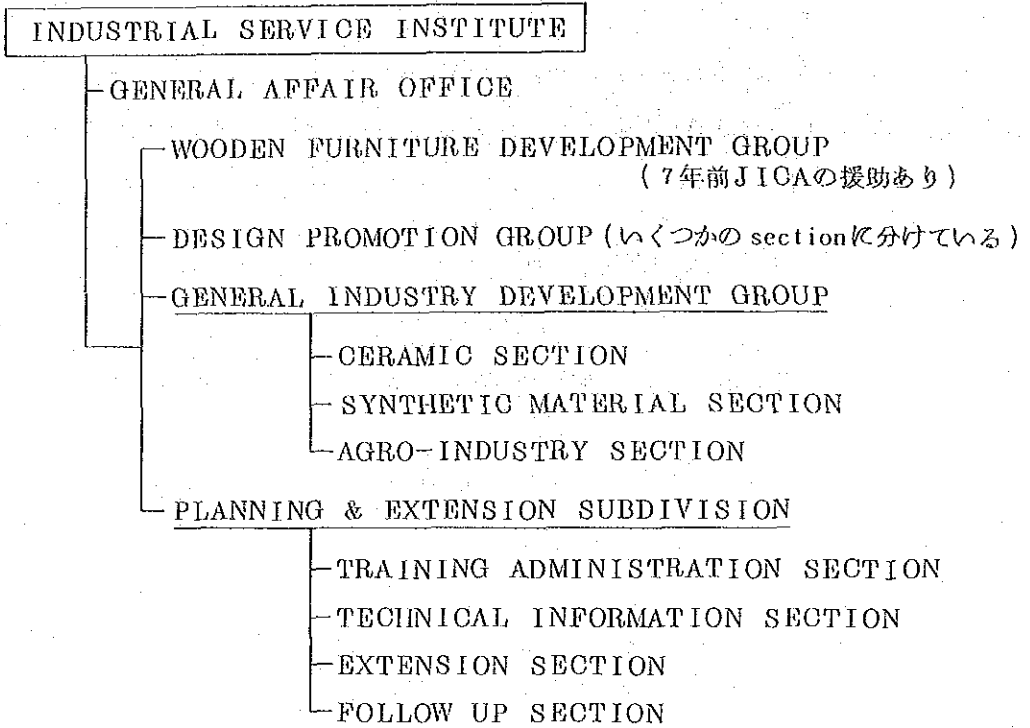 INDUSTRIAL SERVICE INSTITUTE
GENERAL AFFAIR OFFICE
WOODEN FURNITURE DEVELOPMENT GROUP
(7年前JICAの援助あり)
DESIGN PROMOTION GROUP (いくつかのsectionに分けている)
GENERAL INDUSTRY DEVELOPMENT GROUP
CERAMIC SECTION
SYNTHETIC MATERIAL SECTION
AGRO-INDUSTRY SECTION
PLANNING & EXTENSION SUBDIVISION
TRAINING ADMINISTRATION SECTION
TECHNICAL INFORMATION SECTION
EXTENSION SECTION
FOLLOW UP SECTION